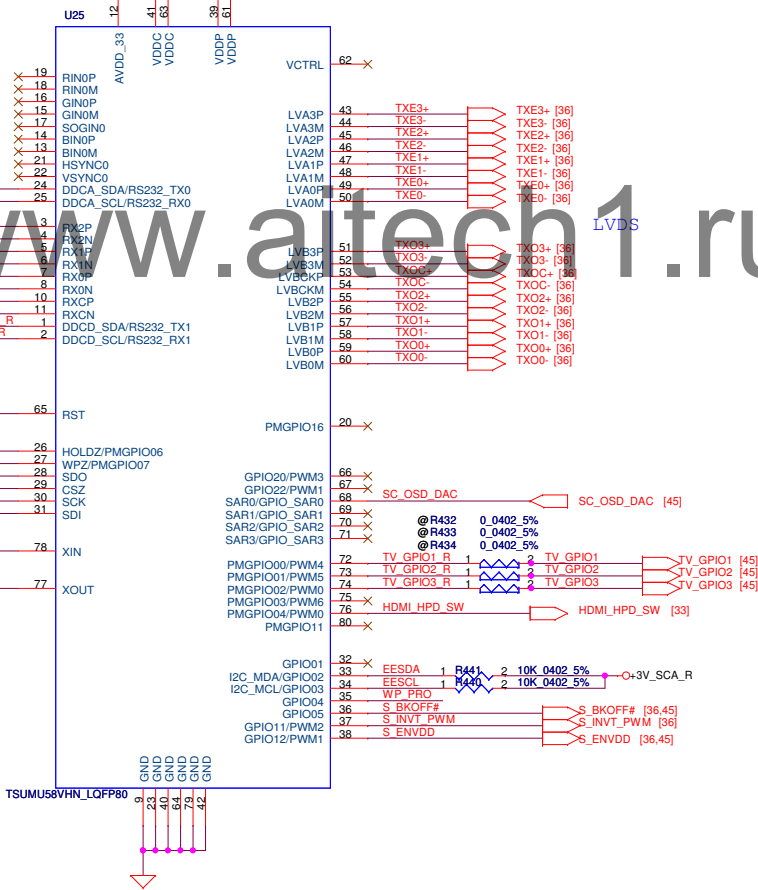 U25
12 41 63 39 61
AVDD_33 VDDC VDDC VDDP VDDP
VCTRL 62
19 RIN0P
18 RIN0M
16 GIN0P
15 GIN0M
17 SOGIN0
14 BIN0P
13 BIN0M
21 HSYNC0
22 VSYNC0
24 DDCA_SDA/RS232_TX0
25 DDCA_SCL/RS232_RX0
LVA3P 43 TXE3+ TXE3+ [36]
LVA3M 44 TXE3- TXE3- [36]
LVA2P 45 TXE2+ TXE2+ [36]
LVA2M 46 TXE2- TXE2- [36]
LVA1P 47 TXE1+ TXE1+ [36]
LVA1M 48 TXE1- TXE1- [36]
LVA0P 49 TXE0+ TXE0+ [36]
LVA0M 50 TXE0- TXE0- [36]
www.aitech1.ru
LVDS
3 RX2P
4 RX2N
5 RX1P
6 RX1N
7 RX0P
8 RX0N
10 RXCP
11 RXCN
R 1 DDCD_SDA/RS232_TX1
R 2 DDCD_SCL/RS232_RX1
LVB3P 51 TXO3+ TXO3+ [36]
LVB3M 52 TXO3- TXO3- [36]
LVBCKP 53 TXOC+ TXOC+ [36]
LVBCKM 54 TXOC- TXOC- [36]
LVB2P 55 TXO2+ TXO2+ [36]
LVB2M 56 TXO2- TXO2- [36]
LVB1P 57 TXO1+ TXO1+ [36]
LVB1M 58 TXO1- TXO1- [36]
LVB0P 59 TXO0+ TXO0+ [36]
LVB0M 60 TXO0- TXO0- [36]
65 RST
PMGPIO16 20
26 HOLDZ/PMGPIO06
27 WPZ/PMGPIO07
28 SDO
29 CSZ
30 SCK
31 SDI
78 XIN
77 XOUT
GPIO20/PWM3 66
GPIO22/PWM1 67
SAR0/GPIO_SAR0 68 SC_OSD_DAC SC_OSD_DAC [45]
SAR1/GPIO_SAR1 69
SAR2/GPIO_SAR2 70
SAR3/GPIO_SAR3 71
@R432 0_0402_5%
@R433 0_0402_5%
@R434 0_0402_5%
PMGPIO00/PWM4 72 TV_GPIO1_R 1 2 TV_GPIO1 TV_GPIO1 [45]
PMGPIO01/PWM5 73 TV_GPIO2_R 1 2 TV_GPIO2 TV_GPIO2 [45]
PMGPIO02/PWM0 74 TV_GPIO3_R 1 2 TV_GPIO3 TV_GPIO3 [45]
PMGPIO03/PWM6 75
PMGPIO04/PWM0 76 HDMI_HPD_SW HDMI_HPD_SW [33]
PMGPIO11 80
GPIO01 32
I2C_MDA/GPIO02 33 EESDA 1 R441 2 10K_0402_5% +3V_SCA_R
I2C_MCL/GPIO03 34 EESCL 1 R440 2 10K_0402_5%
GPIO04 35 WP_PRO
GPIO05 36 S_BKOFF# S_BKOFF# [36,45]
GPIO11/PWM2 37 S_INVT_PWM S_INVT_PWM [36]
GPIO12/PWM1 38 S_ENVDD S_ENVDD [36,45]
GND GND GND GND GND GND
TSUMU58VHN_LQFP80
9 23 40 64 79 42